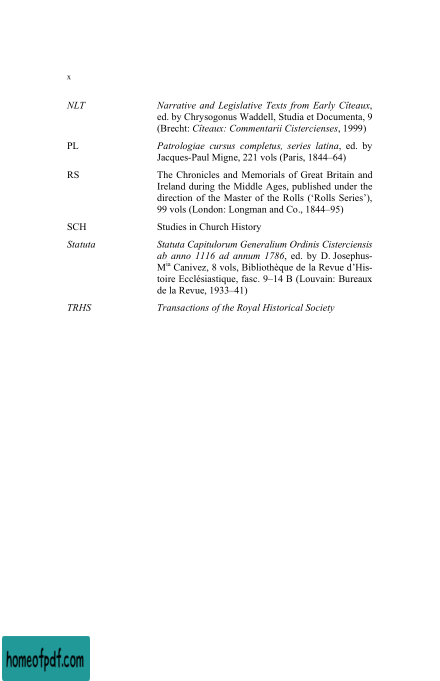 x
NLT Narrative and Legislative Texts from Early Cîteaux,
ed. by Chrysogonus Waddell, Studia et Documenta, 9
(Brecht: Cîteaux: Commentarii Cistercienses, 1999)
PL Patrologiae cursus completus, series latina, ed. by
Jacques-Paul Migne, 221 vols (Paris, 1844–64)
RS The Chronicles and Memorials of Great Britain and
Ireland during the Middle Ages, published under the
direction of the Master of the Rolls (‘Rolls Series’),
99 vols (London: Longman and Co., 1844–95)
SCH Studies in Church History
Statuta Statuta Capitulorum Generalium Ordinis Cisterciensis
ab anno 1116 ad annum 1786, ed. by D. Josephus-
Mia Canivez, 8 vols, Bibliothèque de la Revue d’His-
toire Ecclésiastique, fasc. 9–14 B (Louvain: Bureaux
de la Revue, 1933–41)
TRHS Transactions of the Royal Historical Society
homeofpdf.com